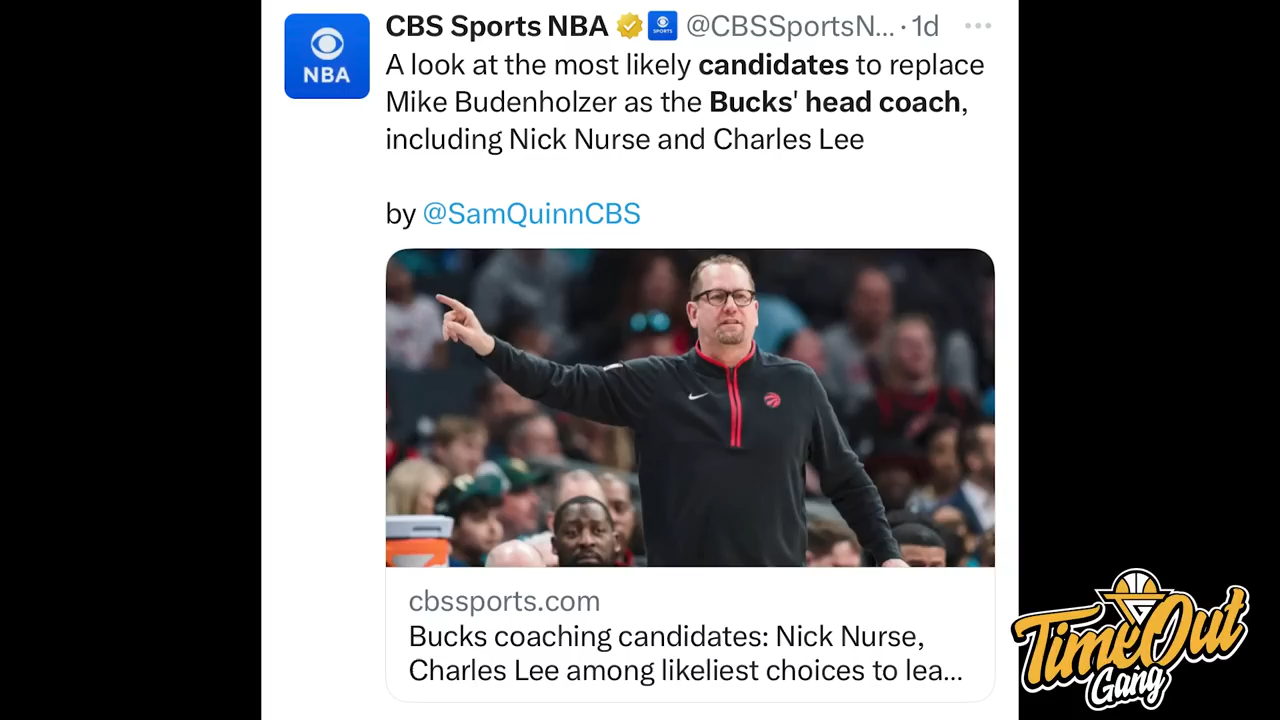 CBS Sports NBA SPORTS @CBSSportsN... · 1d
NBA
A look at the most likely candidates to replace
Mike Budenholzer as the Bucks' head coach,
including Nick Nurse and Charles Lee
by @SamQuinnCBS
cbssports.com
Bucks coaching candidates: Nick Nurse,
Charles Lee among likeliest choices to lea...
TimeOut
Gang